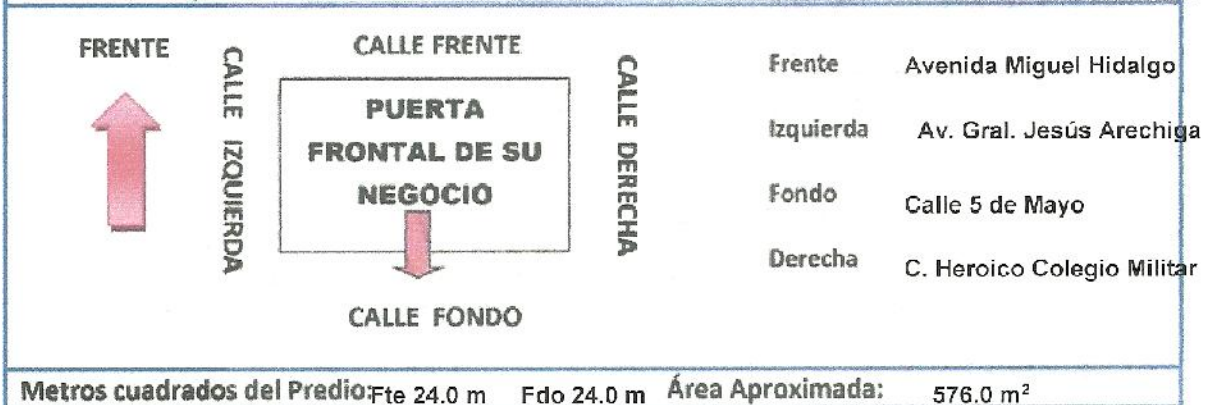 FRENTE
CALLE IZQUIERDA
CALLE FRENTE
PUERTA
FRONTAL DE SU
NEGOCIO
CALLE FONDO
CALLE DERECHA
Frente Avenida Miguel Hidalgo
Izquierda Av. Gral. Jesús Arechiga
Fondo Calle 5 de Mayo
Derecha C. Heroico Colegio Militar
Metros cuadrados del Predio: Fte 24.0 m Fdo 24.0 m Área Aproximada: 576.0 m²